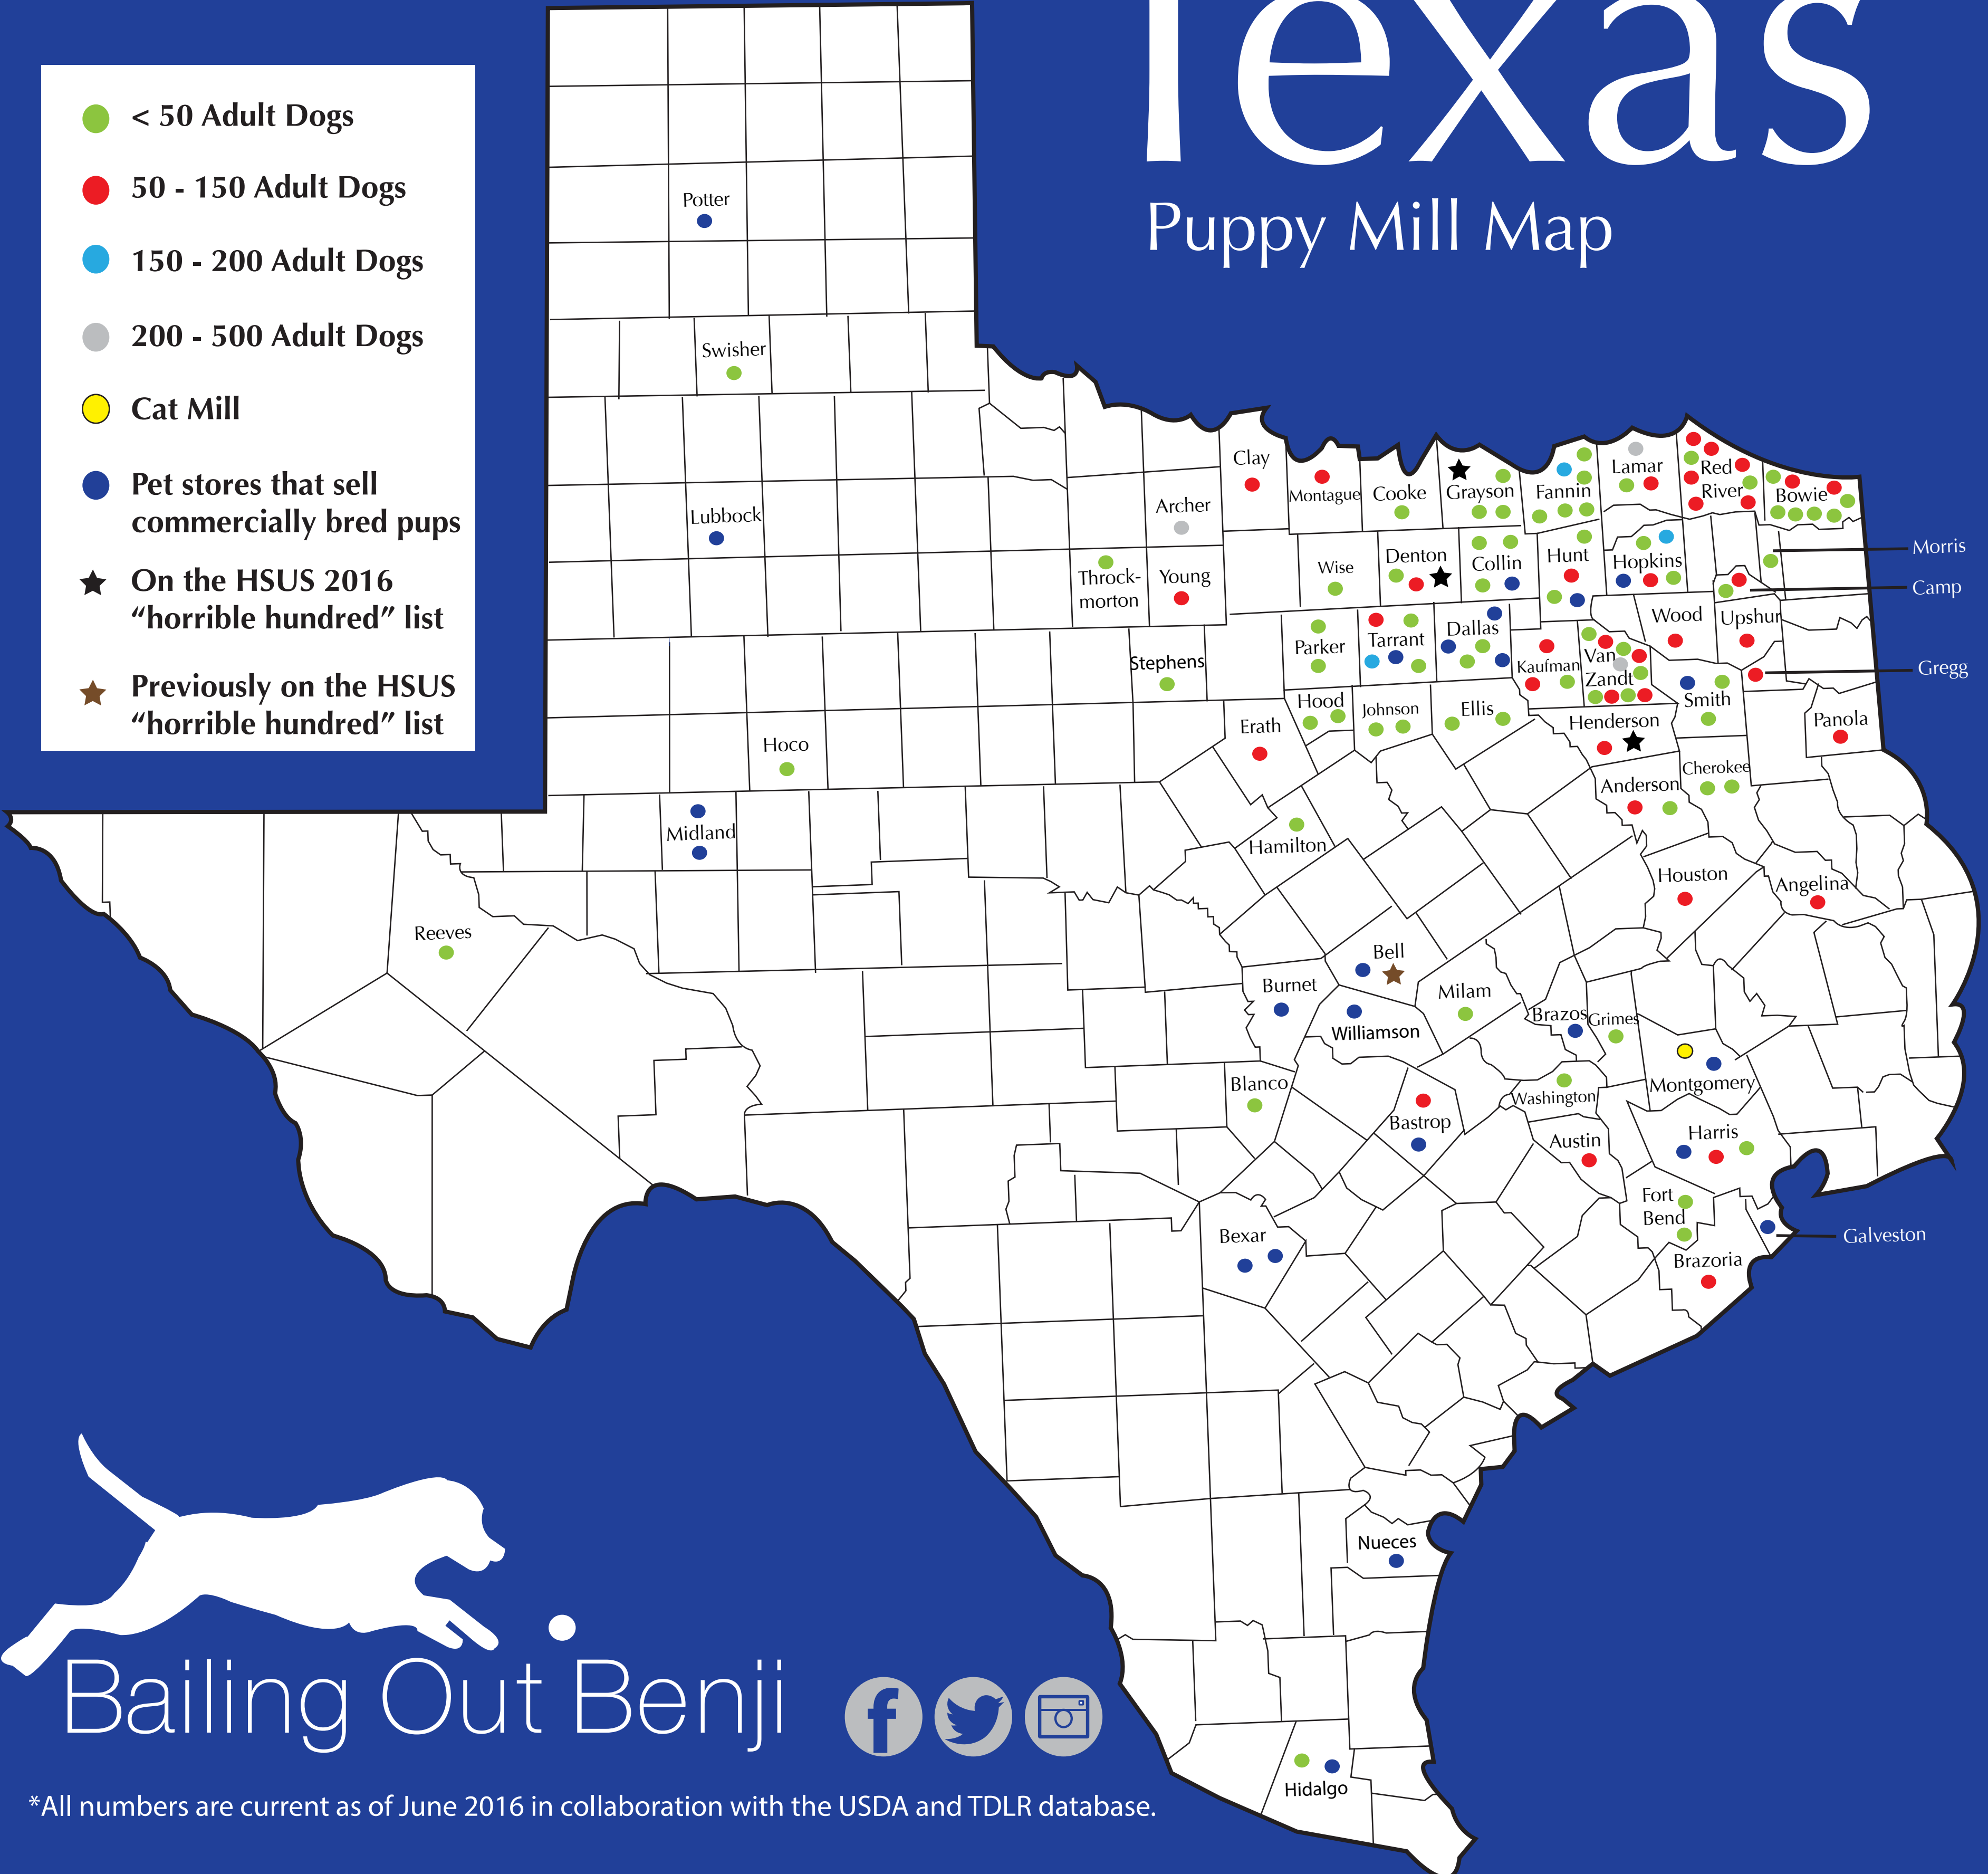 Texas
Puppy Mill Map
< 50 Adult Dogs
50 - 150 Adult Dogs
150 - 200 Adult Dogs
200 - 500 Adult Dogs
Cat Mill
Pet stores that sell
commercially bred pups
On the HSUS 2016
“horrible hundred” list
Previously on the HSUS
“horrible hundred” list
Potter
Swisher
Lubbock
Hoco
Midland
Reeves
Clay
Archer
Throck-
morton
Young
Stephens
Montague
Cooke
Grayson
Fannin
Lamar
Red
River
Bowie
Wise
Denton
Collin
Hunt
Hopkins
Morris
Camp
Parker
Tarrant
Dallas
Kaufman
Van
Zandt
Wood
Upshur
Gregg
Hood
Johnson
Ellis
Erath
Smith
Henderson
Panola
Anderson
Cherokee
Hamilton
Houston
Angelina
Bell
Burnet
Milam
Williamson
Brazos
Grimes
Blanco
Washington
Montgomery
Bastrop
Austin
Harris
Fort
Bend
Galveston
Bexar
Brazoria
Nueces
Hidalgo
Bailing Out Benji
f
*All numbers are current as of June 2016 in collaboration with the USDA and TDLR database.